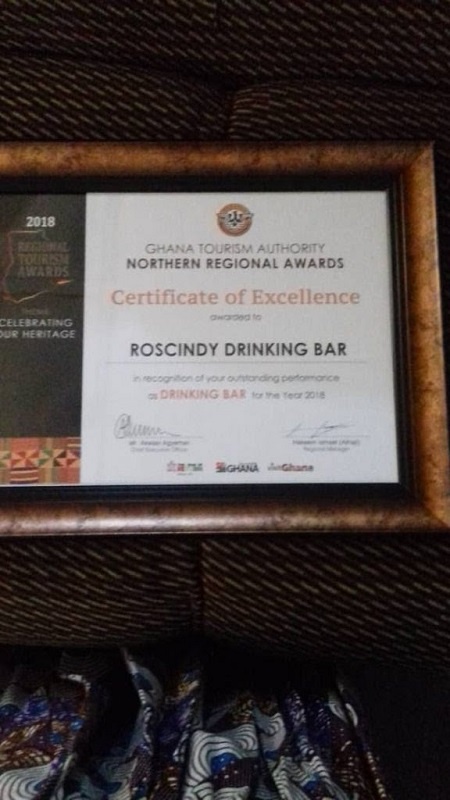 2018
REGIONAL
TOURISM
AWARDS
THEME
CELEBRATING
OUR HERITAGE
GHANA TOURISM AUTHORITY
NORTHERN REGIONAL AWARDS
Certificate of Excellence
awarded to
ROSCINDY DRINKING BAR
in recognition of your outstanding performance
as DRINKING BAR for the Year 2018
Chief Executive Officer
Regional Manager
GHANA
Ghana